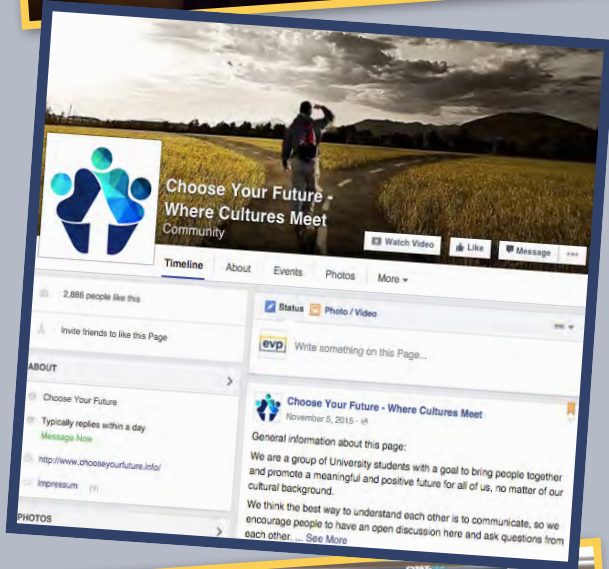 Choose Your Future -
Where Cultures Meet
Community
Watch Video
Like
Message
Timeline
About
Events
Photos
More
2,886 people like this
Invite friends to like this Page
ABOUT
Choose Your Future
Typically replies within a day
Message Now
http://www.chooseyourfuture.info/
Impressum [?]
PHOTOS
Status
Photo / Video
evp
Write something on this Page...
Choose Your Future - Where Cultures Meet
November 5, 2015 ·
General information about this page:
We are a group of University students with a goal to bring people together
and promote a meaningful and positive future for all of us, no matter of our
cultural background.
We think the best way to understand each other is to communicate, so we
encourage people to have an open discussion here and ask questions from
each other. ... See More